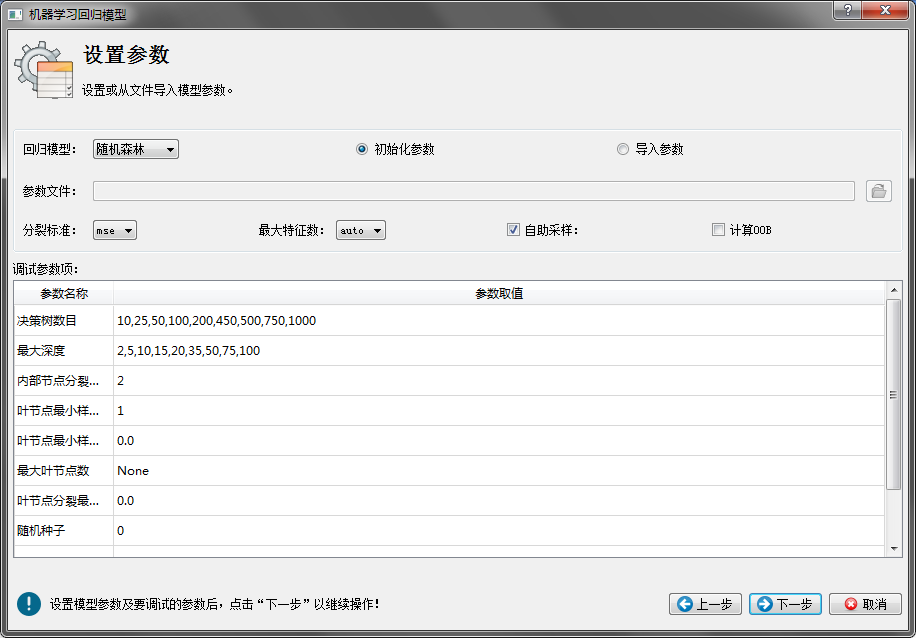 机器学习回归模型
设置参数
设置或从文件导入模型参数。
回归模型: 随机森林 初始化参数 导入参数
参数文件:
分裂标准: mse 最大特征数: auto 自助采样: 计算OOB
调试参数项:
参数名称 参数取值
决策树数目 10,25,50,100,200,450,500,750,1000
最大深度 2,5,10,15,20,35,50,75,100
内部节点分裂... 2
叶节点最小样... 1
叶节点最小样... 0.0
最大叶节点数 None
叶节点分裂最... 0.0
随机种子 0
设置模型参数及要调试的参数后，点击“下一步”以继续操作！
上一步 下一步 取消